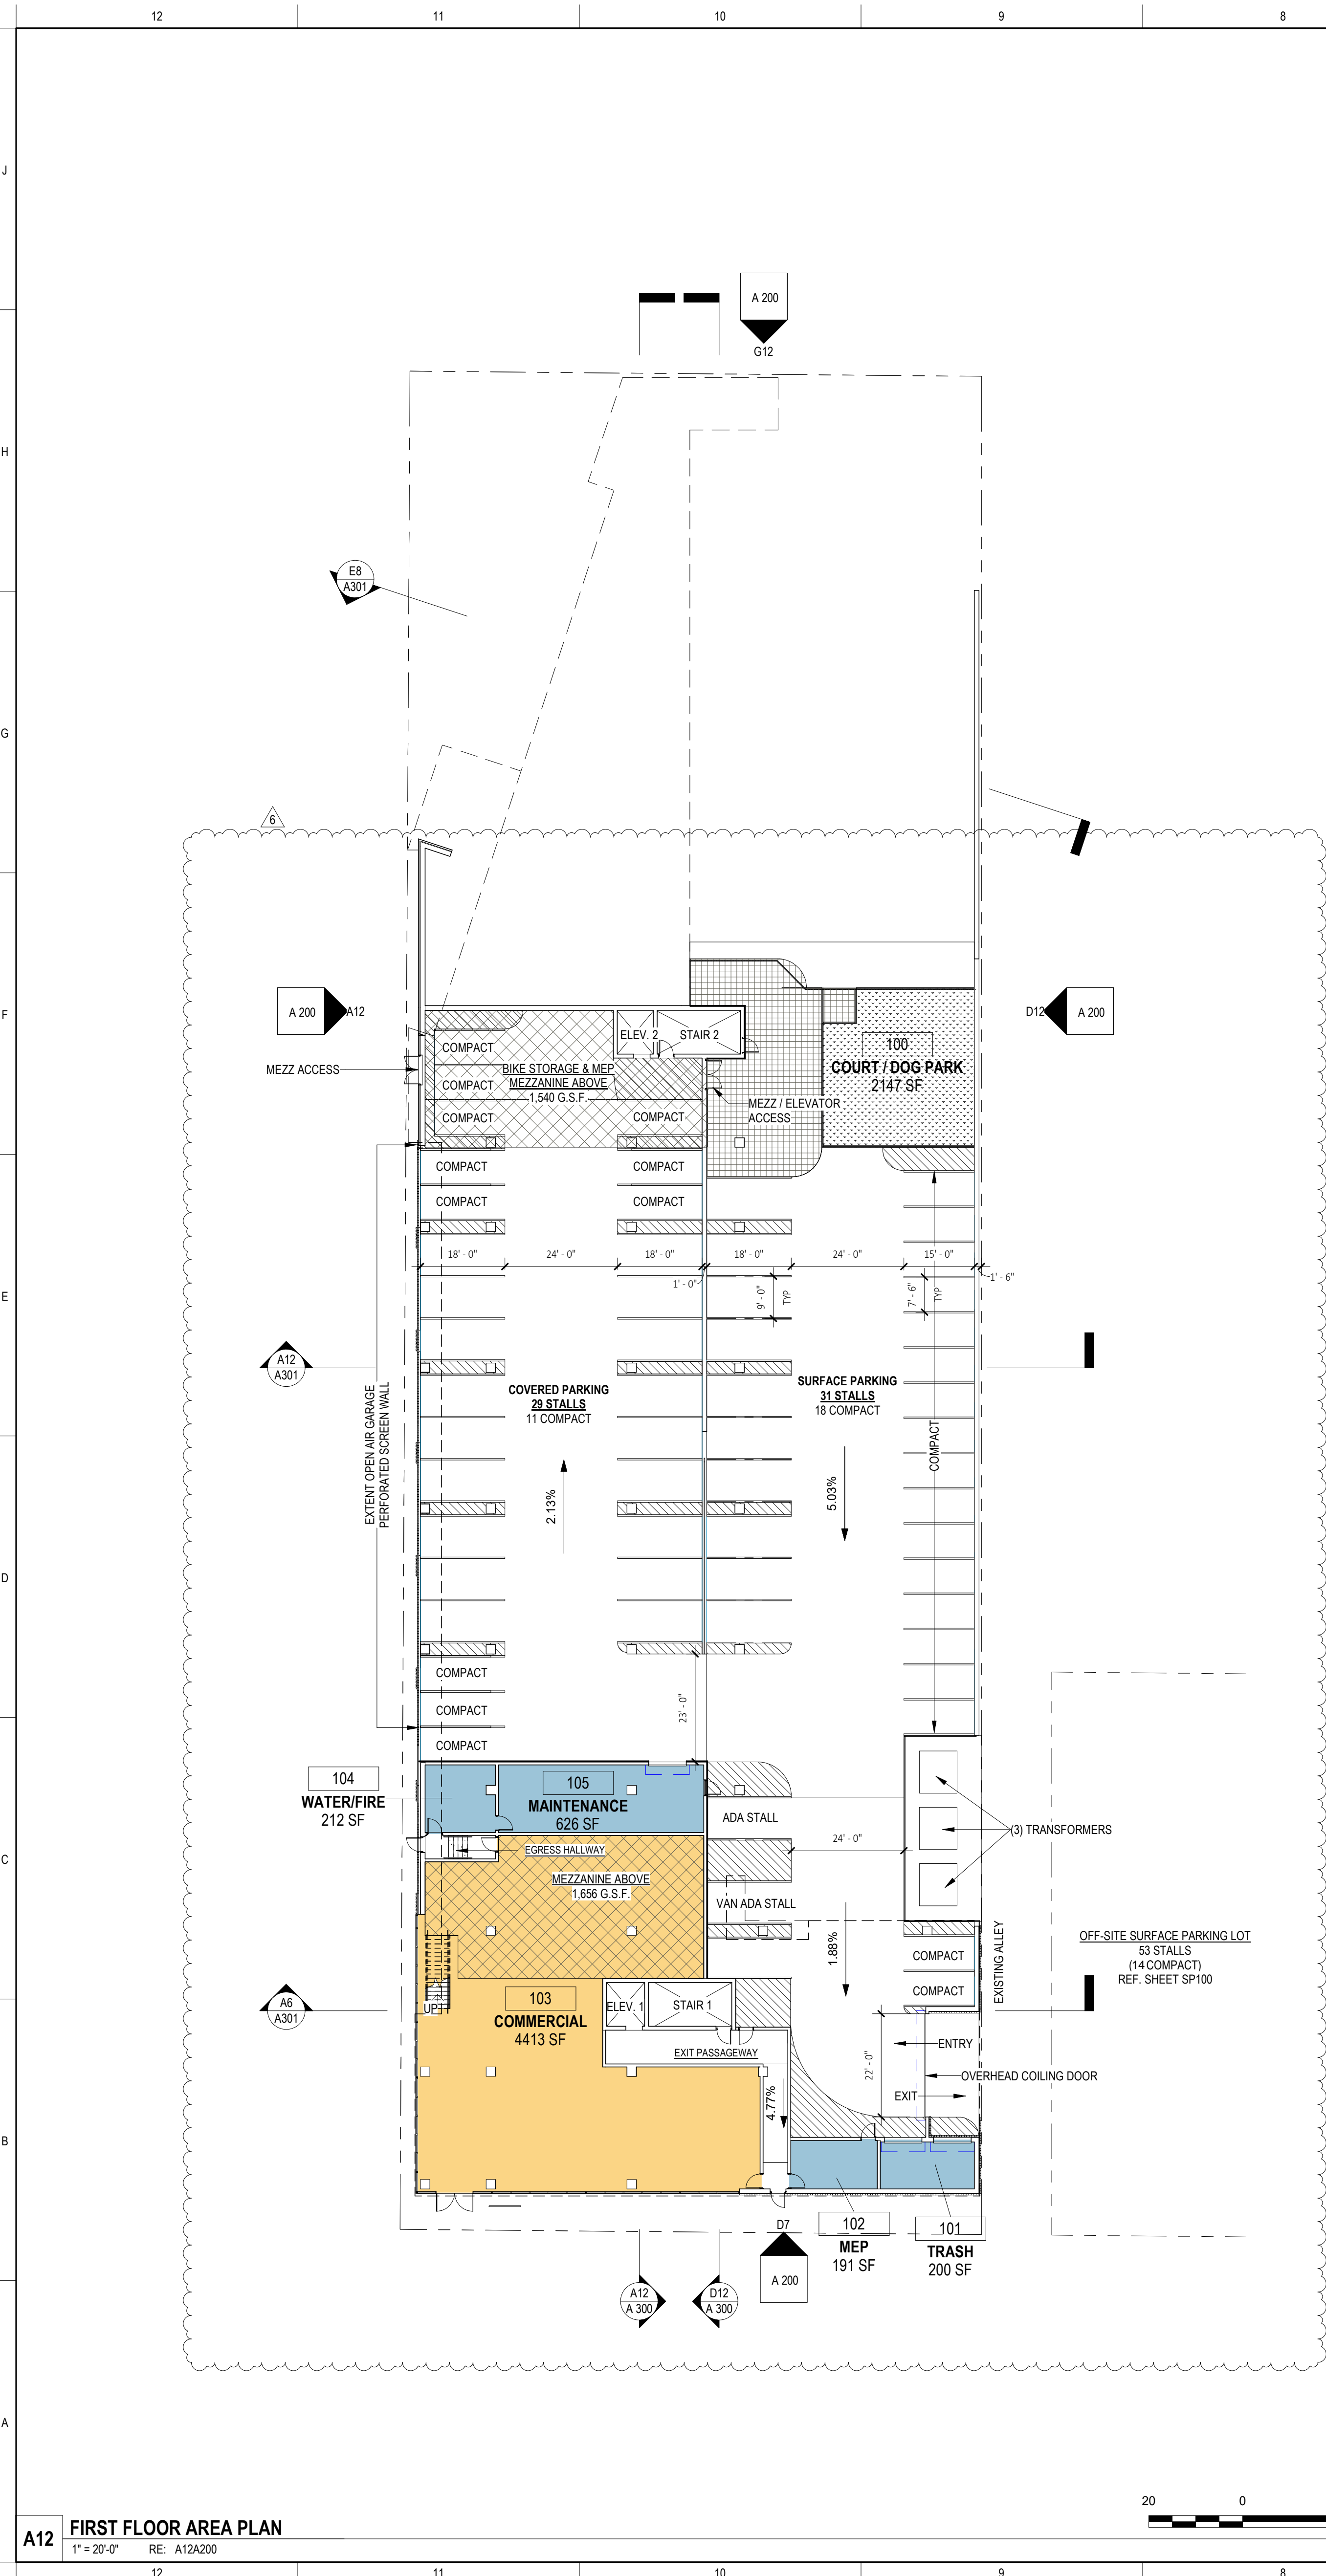 12
11
10
9
8
J
A 200
G12
H
E8
A301
G
6
F
A 200
A12
D12
A 200
ELEV. 2
STAIR 2
COMPACT
100
COURT / DOG PARK
2147 SF
MEZZ ACCESS
BIKE STORAGE & MEP
MEZZANINE ABOVE
1,540 G.S.F.
COMPACT
COMPACT
COMPACT
MEZZ / ELEVATOR
ACCESS
COMPACT
COMPACT
COMPACT
COMPACT
18' - 0"
24' - 0"
18' - 0"
18' - 0"
24' - 0"
15' - 0"
1' - 0"
1' - 6"
9' - 0"
TYP
7' - 6"
TYP
E
A12
A301
EXTENT OPEN AIR GARAGE
PERFORATED SCREEN WALL
COVERED PARKING
29 STALLS
11 COMPACT
SURFACE PARKING
31 STALLS
18 COMPACT
COMPACT
2.13%
5.03%
D
COMPACT
COMPACT
COMPACT
23' - 0"
104
WATER/FIRE
212 SF
105
MAINTENANCE
626 SF
ADA STALL
(3) TRANSFORMERS
24' - 0"
C
EGRESS HALLWAY
MEZZANINE ABOVE
1,656 G.S.F.
VAN ADA STALL
1.88%
COMPACT
COMPACT
EXISTING ALLEY
OFF-SITE SURFACE PARKING LOT
53 STALLS
(14 COMPACT)
REF. SHEET SP100
A6
A301
UP
103
COMMERCIAL
4413 SF
ELEV. 1
STAIR 1
EXIT PASSAGEWAY
ENTRY
22' - 0"
OVERHEAD COILING DOOR
EXIT
4.77%
B
D7
A 200
102
MEP
191 SF
101
TRASH
200 SF
A12
A 300
D12
A 300
A
20
0
A12
FIRST FLOOR AREA PLAN
1" = 20'-0"
RE: A12A200
12
11
10
9
8